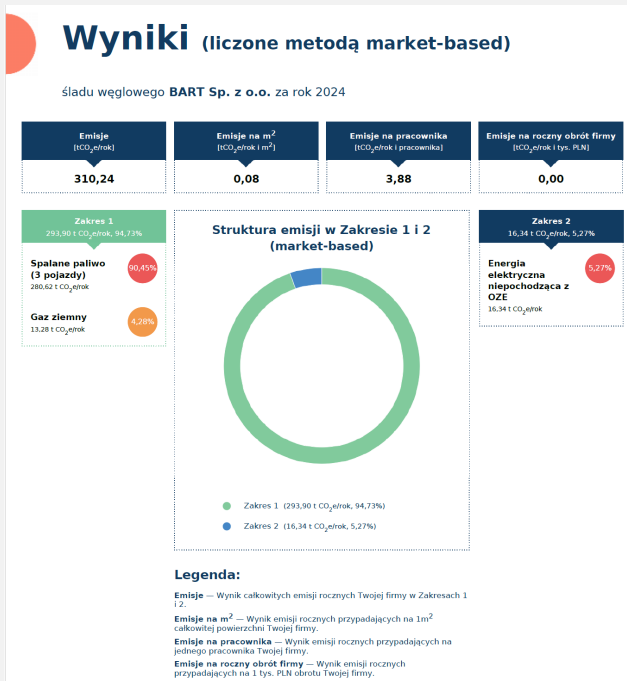 Wyniki (liczone metodą market-based)
śladu węglowego BART Sp. z o.o. za rok 2024
Emisje
[tCO2e/rok]
310,24
Emisje na m2
[tCO2e/rok i m2]
0,08
Emisje na pracownika
[tCO2e/rok i pracownika]
3,88
Emisje na roczny obrót firmy
[tCO2e/rok i tys. PLN]
0,00
Zakres 1
293,90 t CO2e/rok, 94,73%
Spalane paliwo
(3 pojazdy)
280,62 t CO2e/rok
90,45%
Gaz ziemny
13,28 t CO2e/rok
4,28%
Struktura emisji w Zakresie 1 i 2
(market-based)
Zakres 1 (293,90 t CO2e/rok, 94,73%)
Zakres 2 (16,34 t CO2e/rok, 5,27%)
Zakres 2
16,34 t CO2e/rok, 5,27%
Energia
elektryczna
niepochodząca z
OZE
16,34 t CO2e/rok
5,27%
Legenda:
Emisje — Wynik całkowitych emisji rocznych Twojej firmy w Zakresach 1
i 2.
Emisje na m2 — Wynik emisji rocznych przypadających na 1m2
całkowitej powierzchni Twojej firmy.
Emisje na pracownika — Wynik emisji rocznych przypadających na
jednego pracownika Twojej firmy.
Emisje na roczny obrót firmy — Wynik emisji rocznych
przypadających na 1 tys. PLN obrotu Twojej firmy.